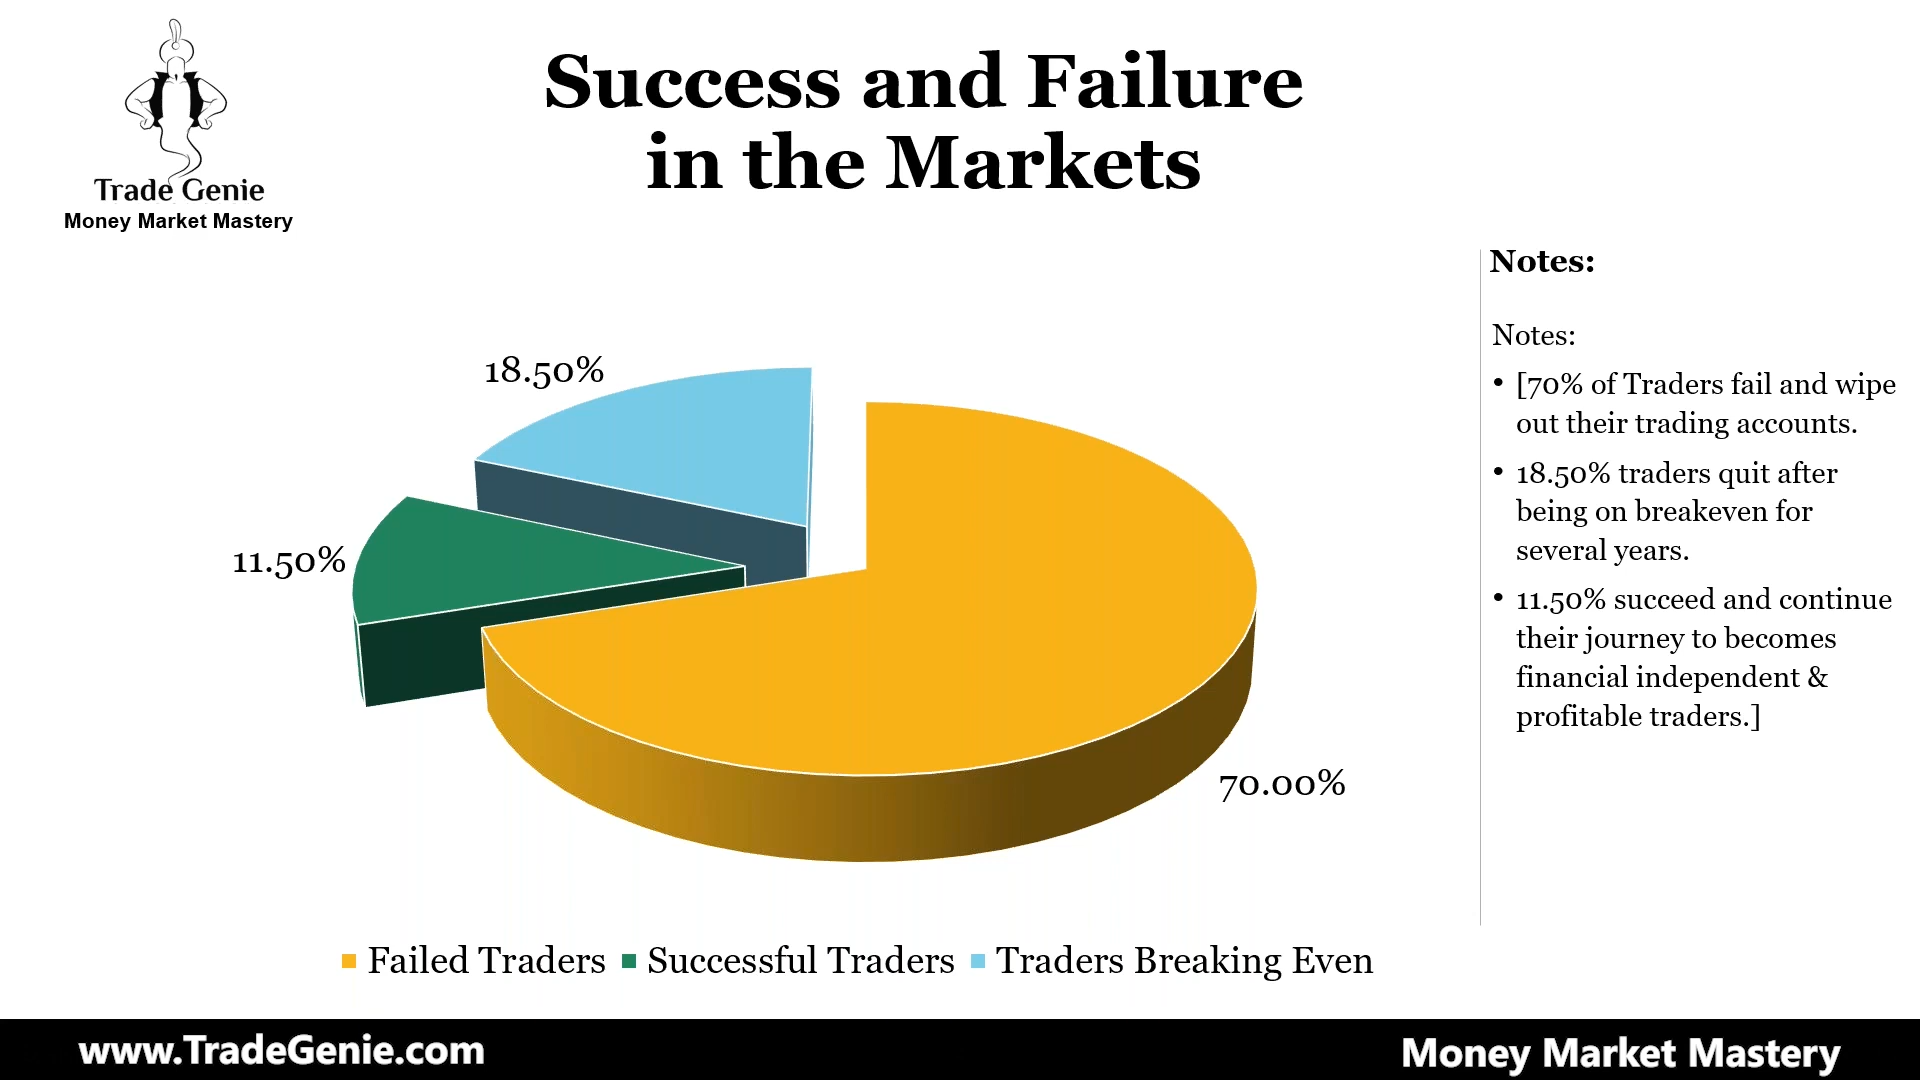 Success and Failure
in the Markets
Trade Genie
Money Market Mastery
18.50%
11.50%
70.00%
Failed Traders Successful Traders Traders Breaking Even
Notes:
Notes:
• [70% of Traders fail and wipe
out their trading accounts.
• 18.50% traders quit after
being on breakeven for
several years.
• 11.50% succeed and continue
their journey to becomes
financial independent &
profitable traders.]
www.TradeGenie.com
Money Market Mastery